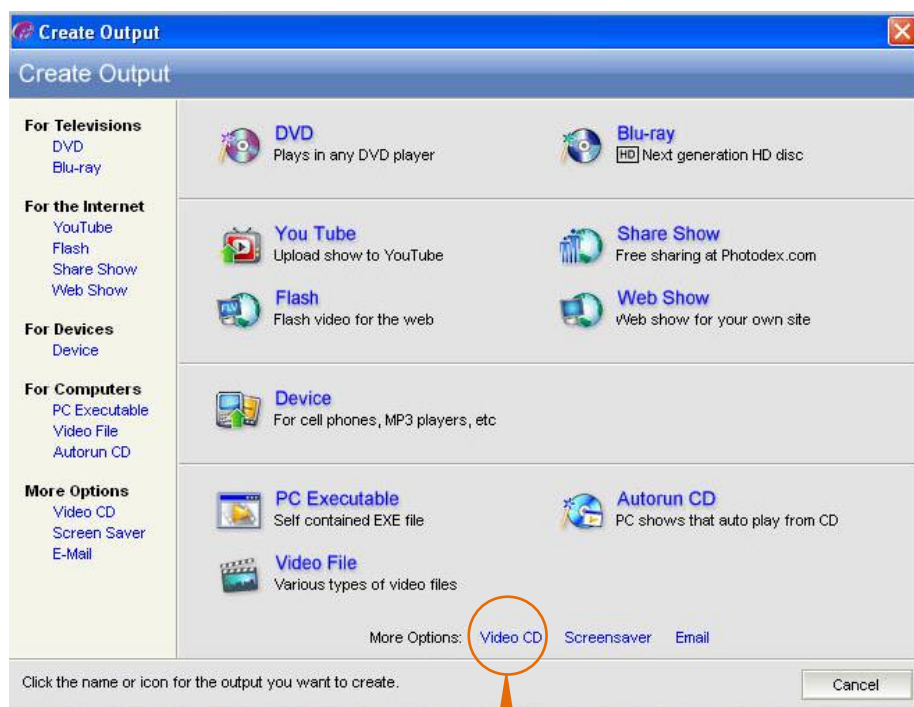 Create Output
Create Output
For Televisions
DVD
Blu-ray
For the Internet
YouTube
Flash
Share Show
Web Show
For Devices
Device
For Computers
PC Executable
Video File
Autorun CD
More Options
Video CD
Screen Saver
E-Mail
DVD
Plays in any DVD player
Blu-ray
HD Next generation HD disc
You Tube
Upload show to YouTube
Share Show
Free sharing at Photodex.com
FLV
Flash
Flash video for the web
Web Show
Web show for your own site
Device
For cell phones, MP3 players, etc
PC Executable
Self contained EXE file
Autorun CD
PC shows that auto play from CD
Video File
Various types of video files
More Options: Video CD Screensaver Email
Click the name or icon for the output you want to create.
Cancel